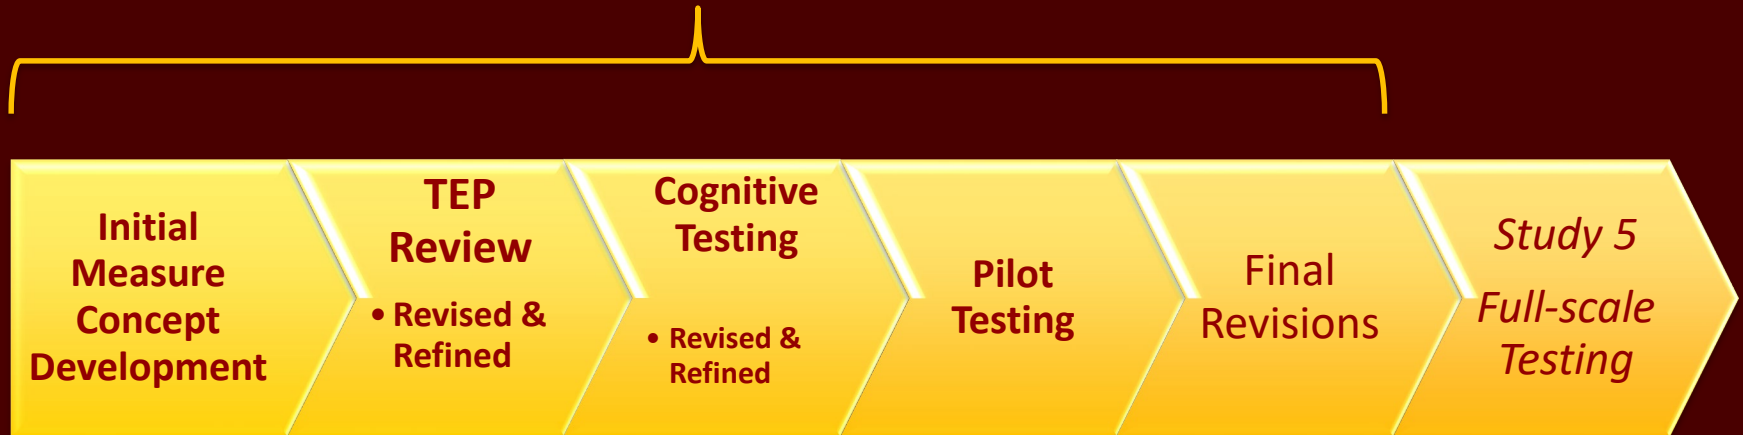 Initial
Measure
Concept
Development
TEP
Review
• Revised &
Refined
Cognitive
Testing
• Revised &
Refined
Pilot
Testing
Final
Revisions
Study 5
Full-scale
Testing